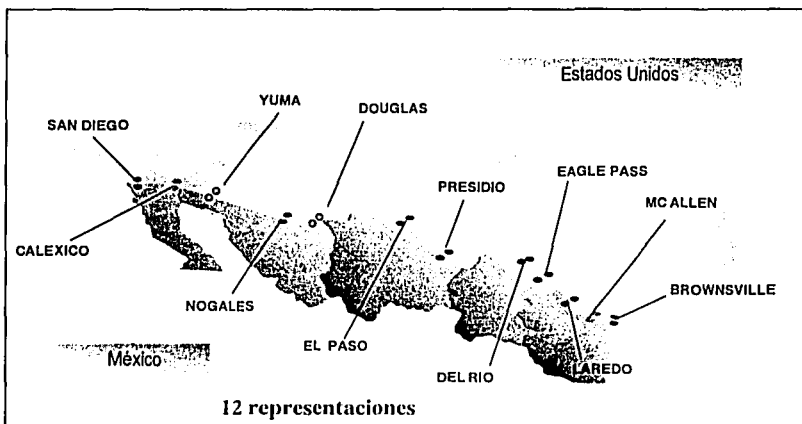 Estados Unidos
YUMA
DOUGLAS
SAN DIEGO
EAGLE PASS
PRESIDIO
MC ALLEN
CALEXICO
BROWNSVILLE
NOGALES
EL PASO
LAREDO
DEL RIO
México
12 representaciones